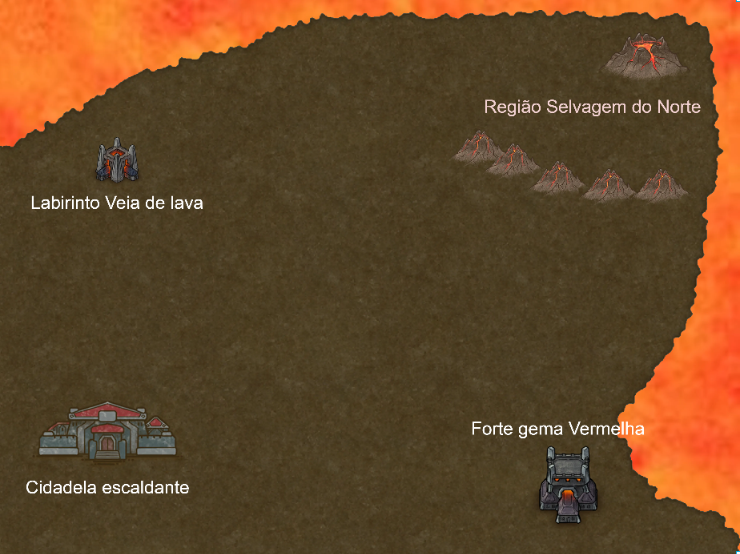 Região Selvagem do Norte
Labirinto Veia de lava
Forte gema Vermelha
Cidadela escaldante